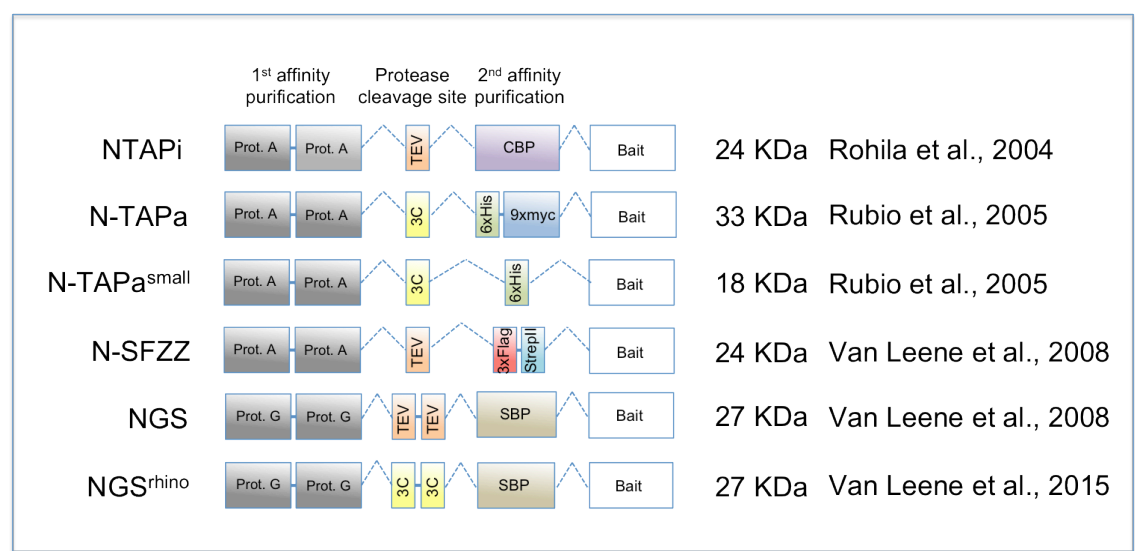 1st affinity purification
Protease cleavage site
2nd affinity purification
NTAPi Prot. A Prot. A TEV CBP Bait 24 KDa Rohila et al., 2004
N-TAPa Prot. A Prot. A 3C 6xHis 9xmyc Bait 33 KDa Rubio et al., 2005
N-TAPasmall Prot. A Prot. A 3C 6xHis Bait 18 KDa Rubio et al., 2005
N-SFZZ Prot. A Prot. A TEV 3xFlag StrepII Bait 24 KDa Van Leene et al., 2008
NGS Prot. G Prot. G TEV TEV SBP Bait 27 KDa Van Leene et al., 2008
NGSrhino Prot. G Prot. G 3C 3C SBP Bait 27 KDa Van Leene et al., 2015